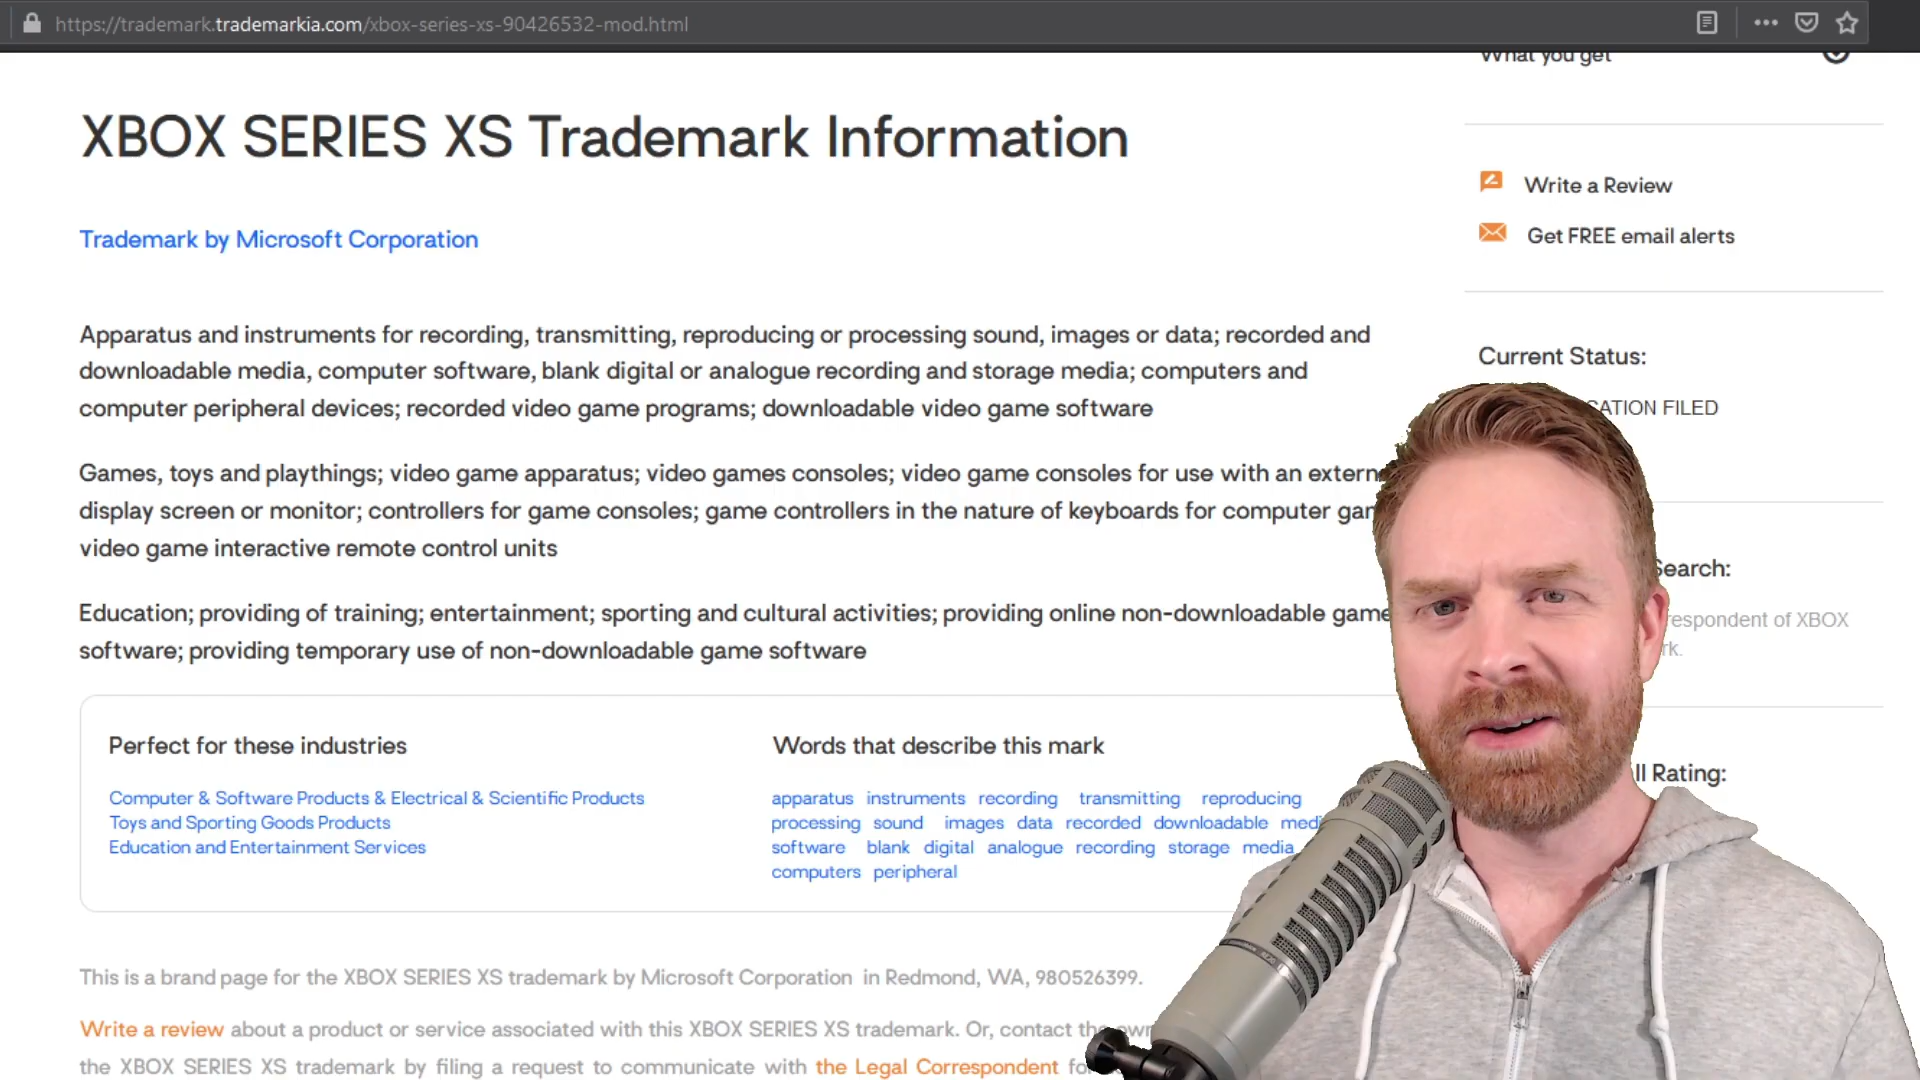 https://trademark.trademarkia.com/xbox-series-xs-90426532-mod.html
What you get
XBOX SERIES XS Trademark Information
Write a Review
Trademark by Microsoft Corporation
Get FREE email alerts
Apparatus and instruments for recording, transmitting, reproducing or processing sound, images or data; recorded and
downloadable media, computer software, blank digital or analogue recording and storage media; computers and
computer peripheral devices; recorded video game programs; downloadable video game software
Current Status:
FILED
Games, toys and playthings; video game apparatus; video games consoles; video game consoles for use with an
display screen or monitor; controllers for game consoles; game controllers in the nature of keyboards for computer
video game interactive remote control units
Search:
Education; providing of training; entertainment; sporting and cultural activities; providing online non-downloadable game
software; providing temporary use of non-downloadable game software
of XBOX
Perfect for these industries
Computer & Software Products & Electrical & Scientific Products
Toys and Sporting Goods Products
Education and Entertainment Services
Words that describe this mark
apparatus instruments recording transmitting reproducing
processing sound images data recorded downloadable
software blank digital analogue recording storage media
computers peripheral
Rating:
This is a brand page for the XBOX SERIES XS trademark by Microsoft Corporation in Redmond, WA, 980526399.
Write a review about a product or service associated with this XBOX SERIES XS trademark. Or, contact
the XBOX SERIES XS trademark by filing a request to communicate with the Legal Correspondent